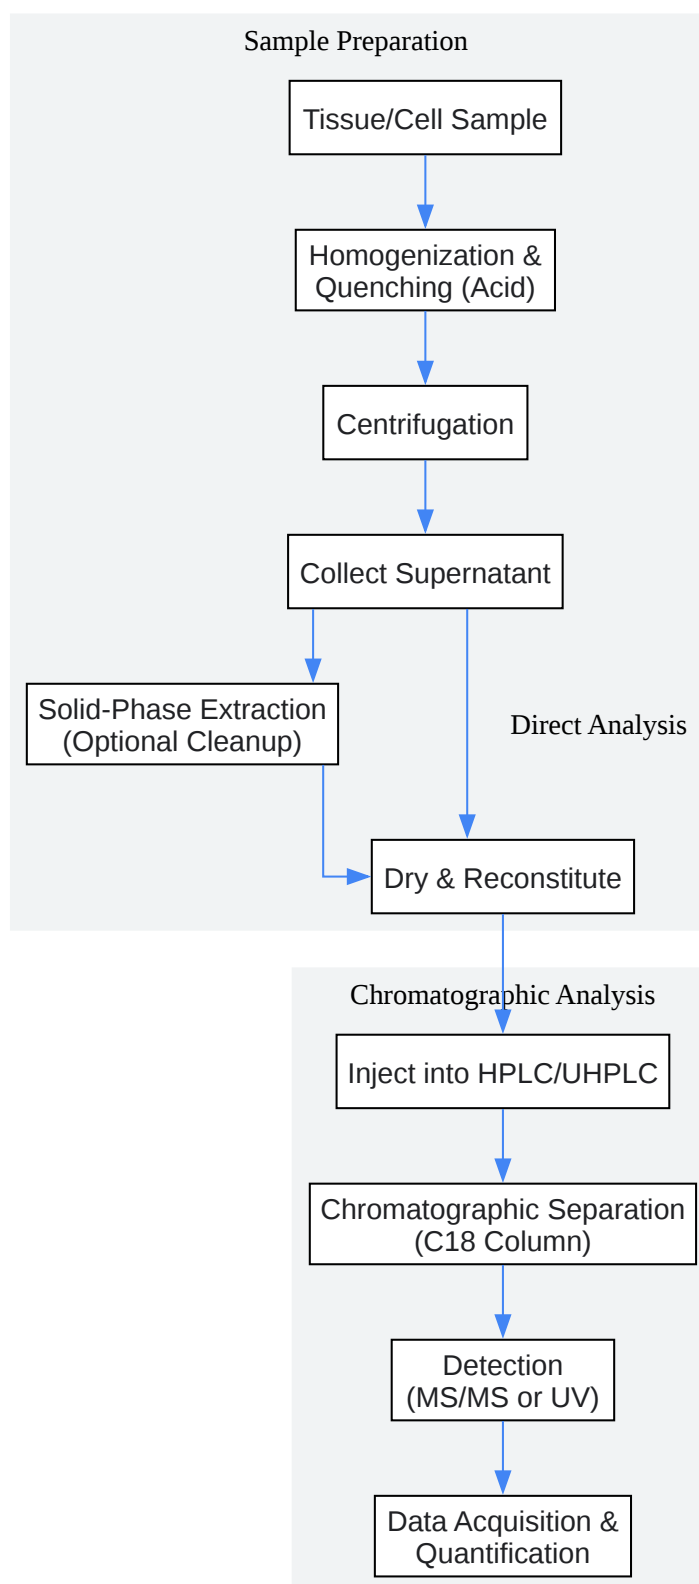 Sample Preparation
Tissue/Cell Sample
Homogenization &
Quenching (Acid)
Centrifugation
Collect Supernatant
Solid-Phase Extraction
(Optional Cleanup)
Direct Analysis
Dry & Reconstitute
Chromatographic Analysis
Inject into HPLC/UHPLC
Chromatographic Separation
(C18 Column)
Detection
(MS/MS or UV)
Data Acquisition &
Quantification